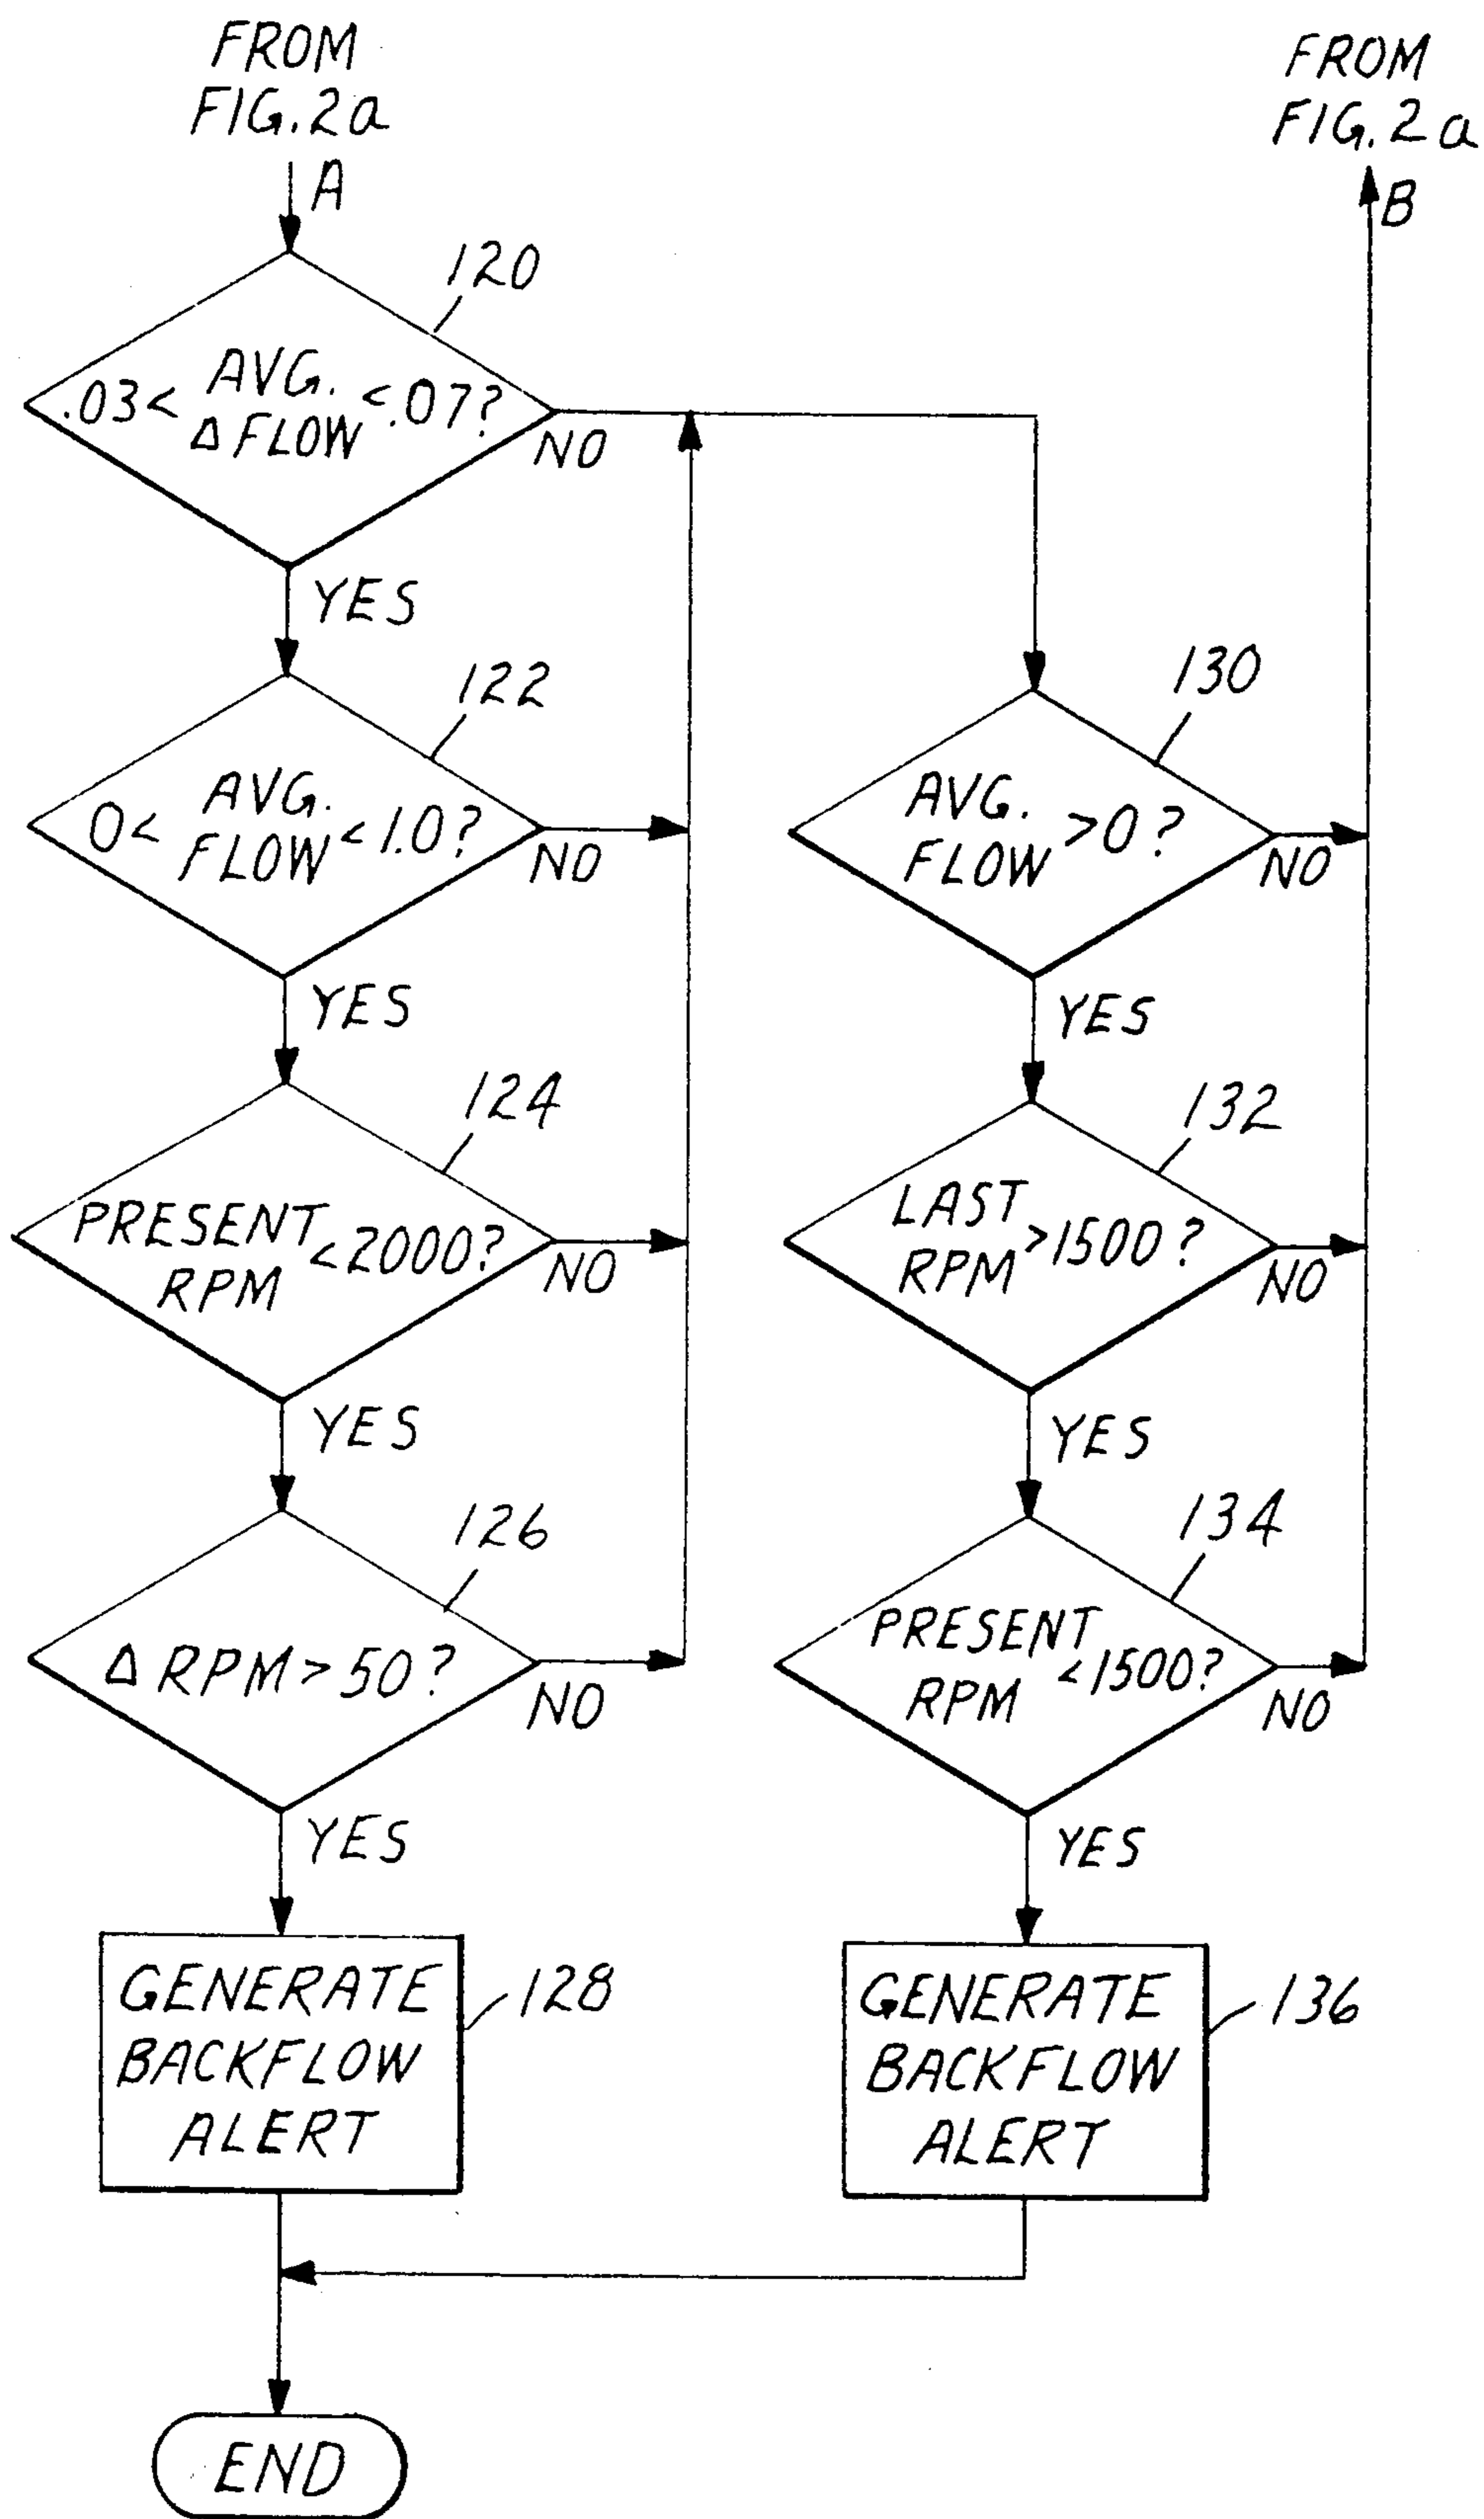 FROM
FIG. 2a
A
120
.03 < AVG. Δ FLOW < .07?
NO
YES
122
0 < AVG. FLOW < 1.0?
NO
YES
124
PRESENT RPM < 2000?
NO
YES
126
Δ RPM > 50?
NO
YES
GENERATE
BACKFLOW
ALERT
128
FROM
FIG. 2a
B
130
AVG. FLOW > 0?
NO
YES
132
LAST RPM > 1500?
NO
YES
134
PRESENT RPM < 1500?
NO
YES
GENERATE
BACKFLOW
ALERT
136
END